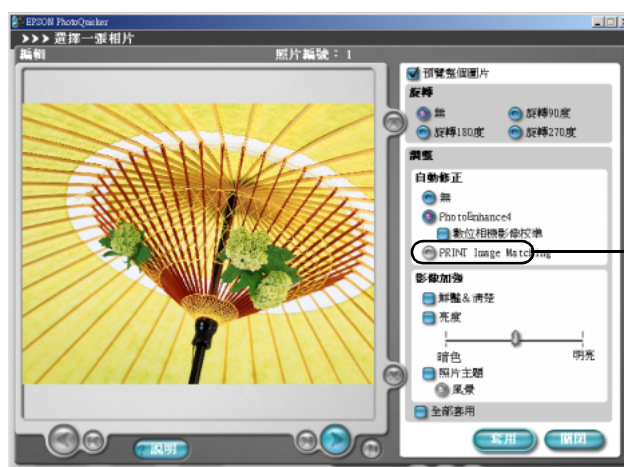 EPSON PhotoQuicker
>>> 選擇一張相片
編輯 照片編號：1
預覽整個圖片
旋轉
無 旋轉90度
旋轉180度 旋轉270度
調整
自動修正
無
PhotoEnhance4
數位相機影像校準
PRINT Image Matching
影像加強
鮮豔&清楚
亮度
暗色 明亮
照片主題
風景
全部套用
? 說明
套用 關閉